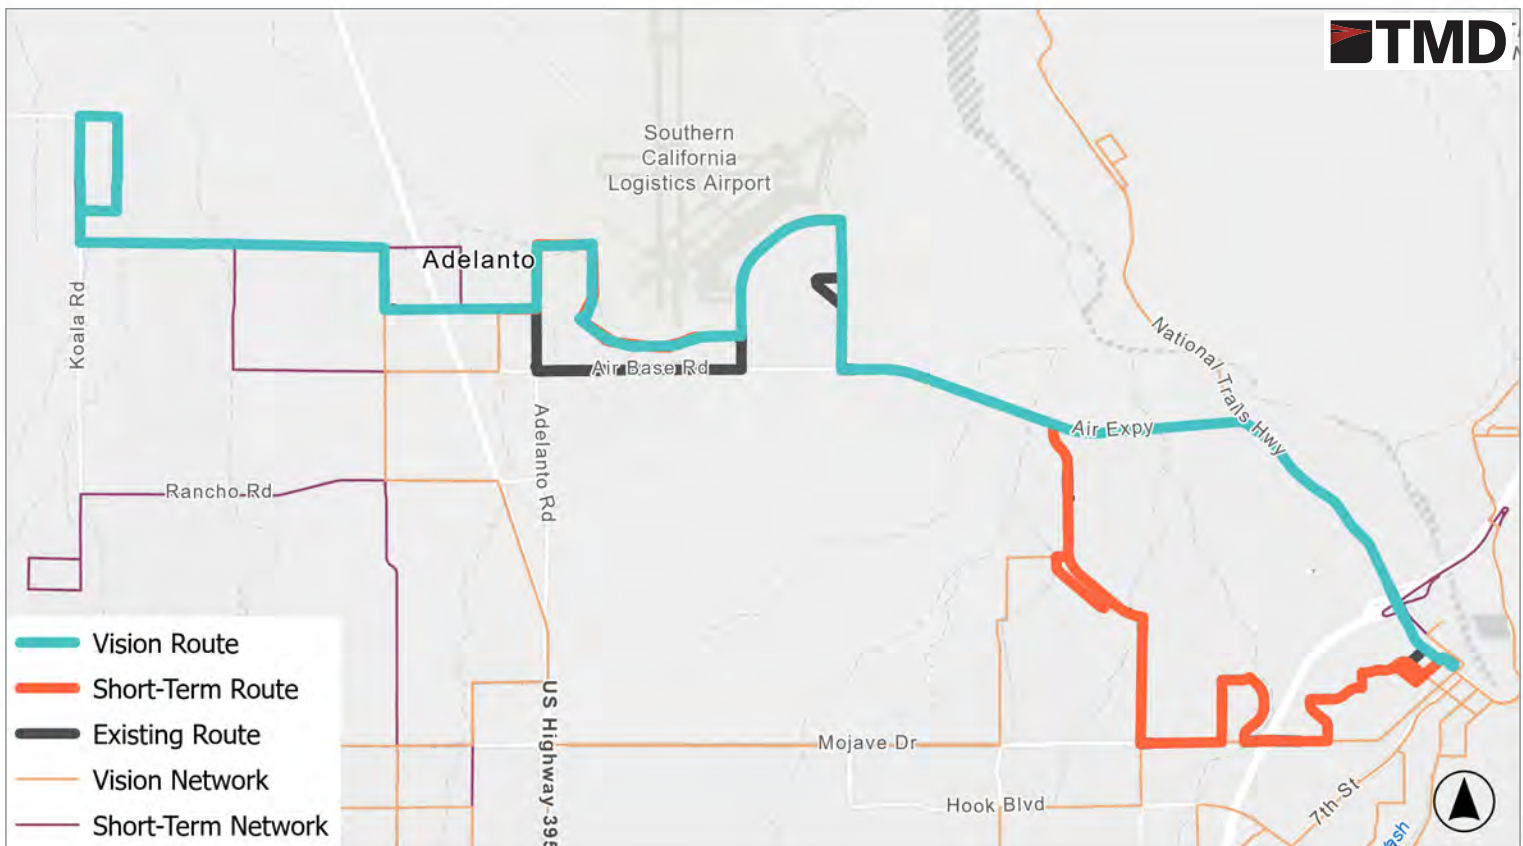 TMD
Southern
California
Logistics Airport
Adelanto
Koala Rd
Air Base Rd
National Trails Hwy
Air Expy
Adelanto Rd
Rancho Rd
US Highway 395
Mojave Dr
Hook Blvd
7th St
Vision Route
Short-Term Route
Existing Route
Vision Network
Short-Term Network